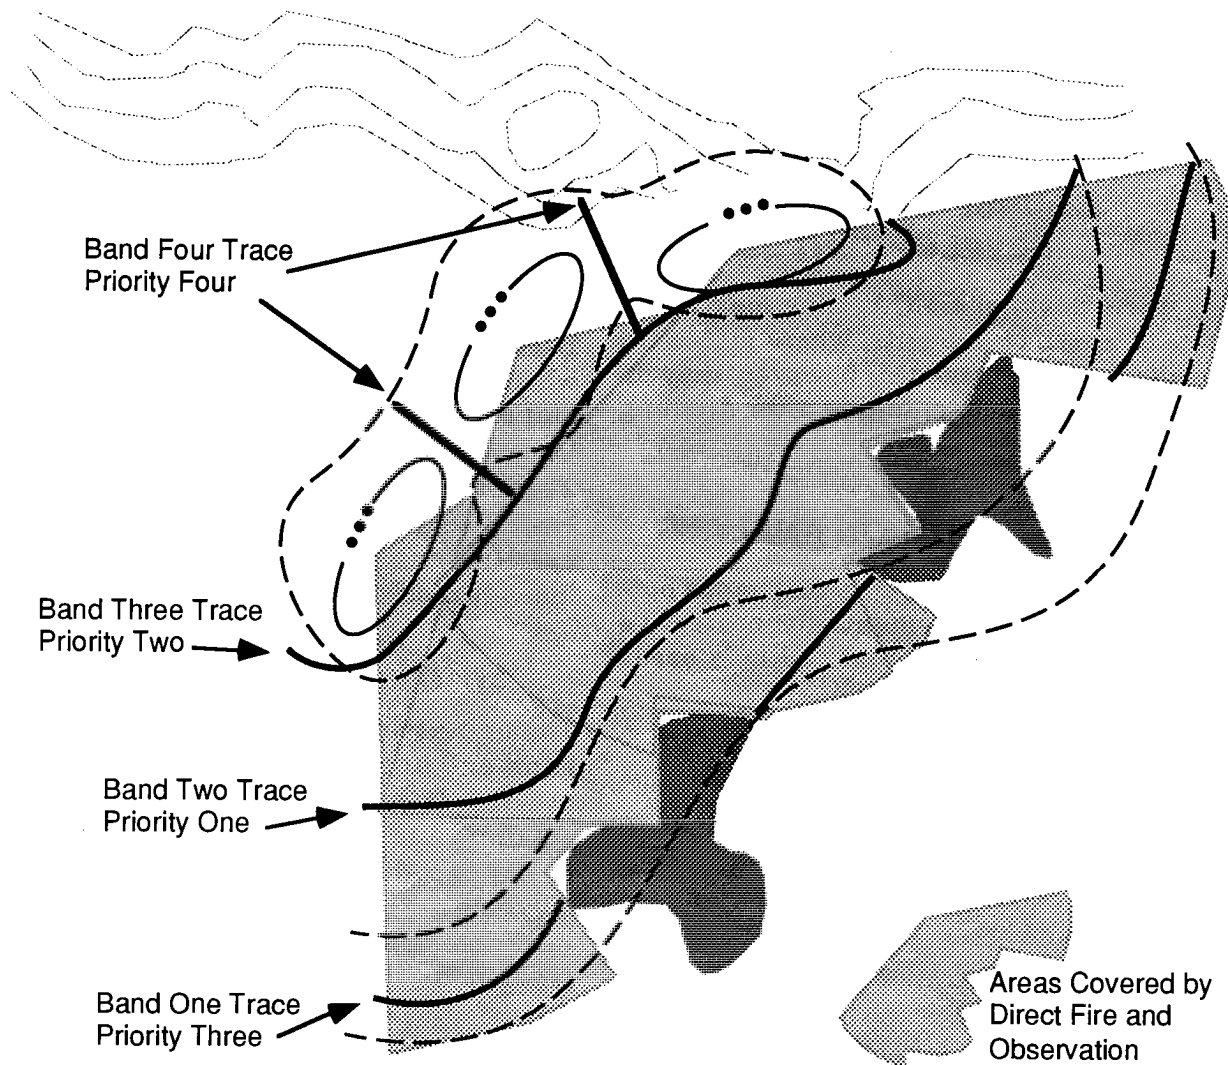 Band Four Trace
Priority Four
Band Three Trace
Priority Two
Band Two Trace
Priority One
Band One Trace
Priority Three
Areas Covered by
Direct Fire and
Observation